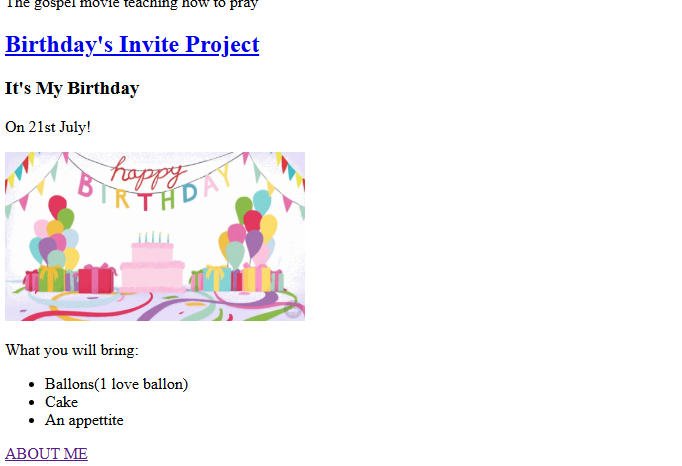 The gospel movie teaching how to pray
Birthday's Invite Project
It's My Birthday
On 21st July!
happy
BIRTHDAY
What you will bring:
Ballons(1 love ballon)
Cake
An appettite
ABOUT ME